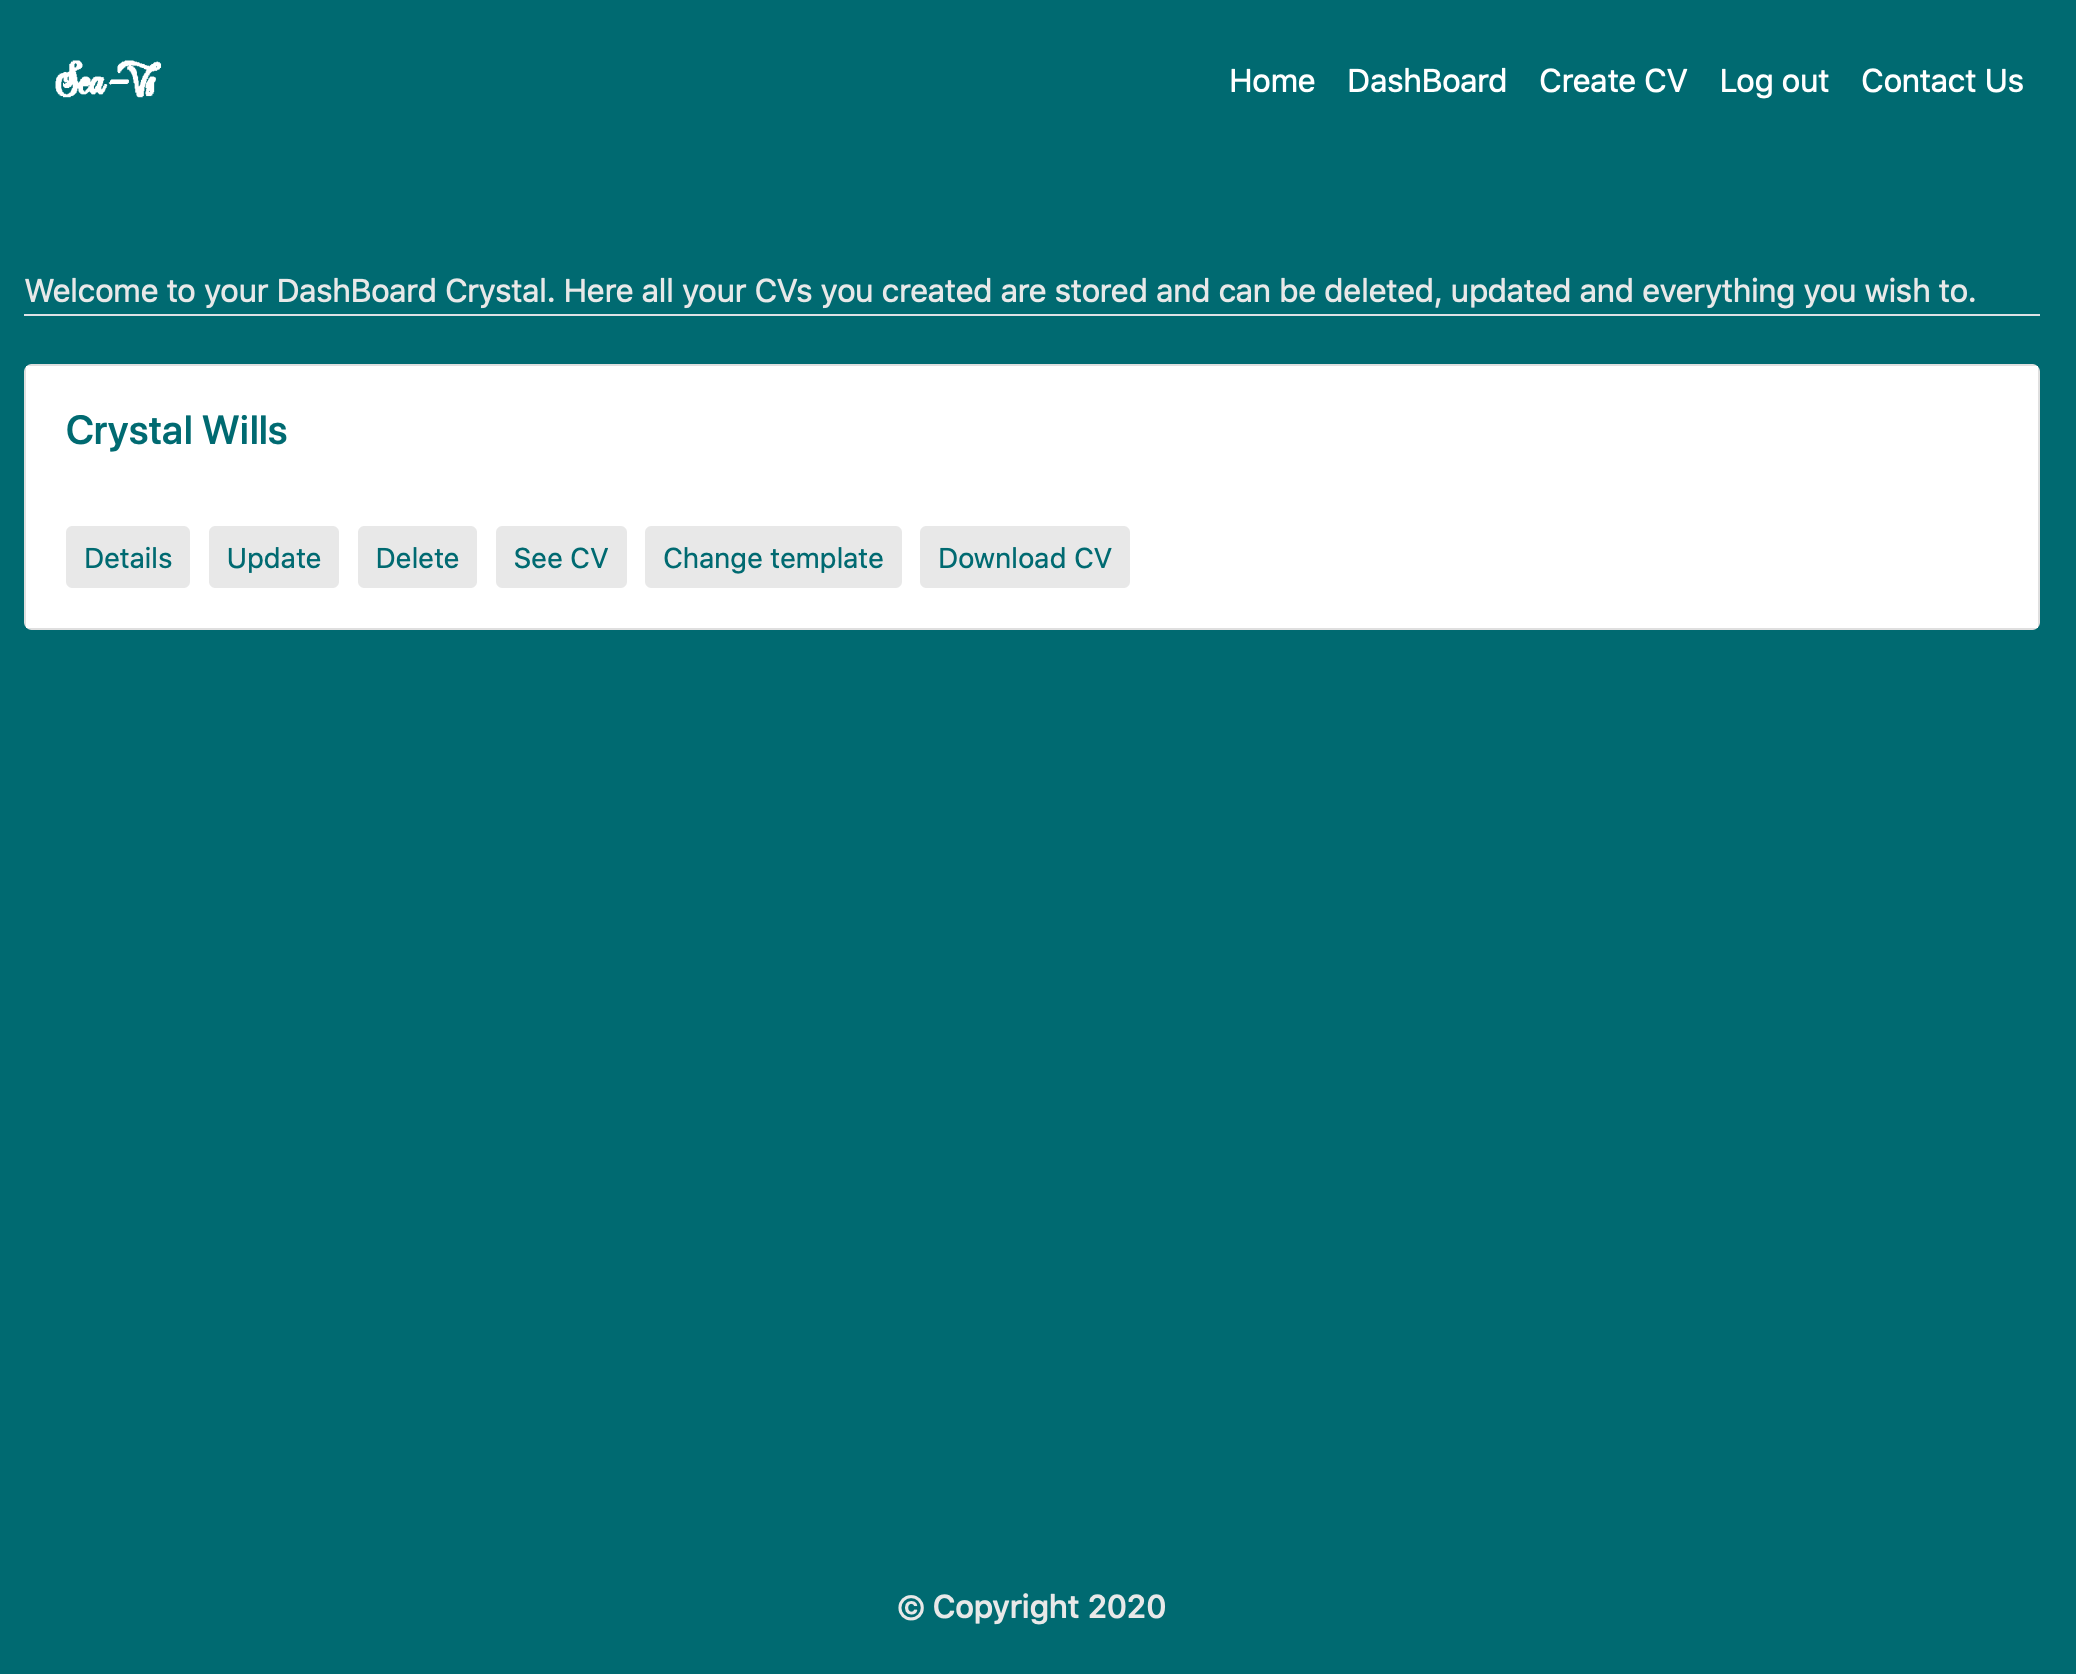 Sea-Vs
Home DashBoard Create CV Log out Contact Us
Welcome to your DashBoard Crystal. Here all your CVs you created are stored and can be deleted, updated and everything you wish to.
Crystal Wills
Details Update Delete See CV Change template Download CV
© Copyright 2020